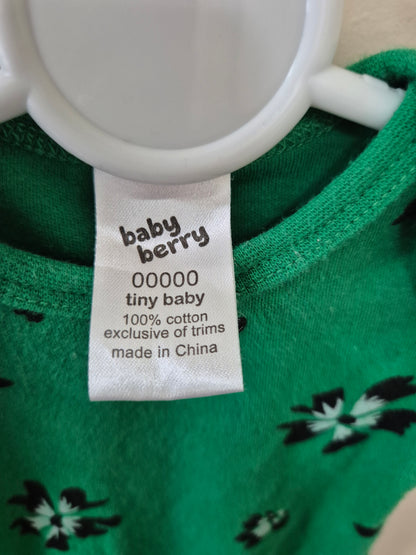 baby
berry
00000
tiny baby
100% cotton
exclusive of trims
made in China